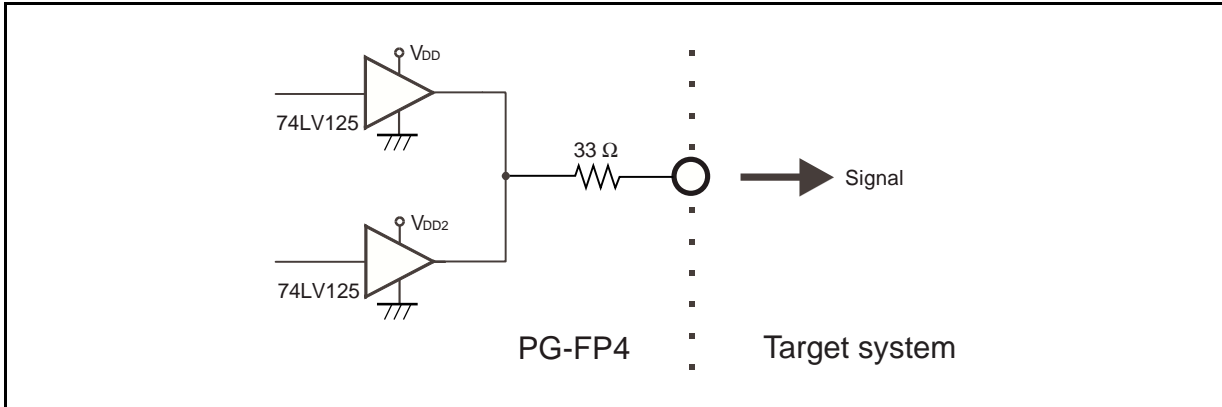 VDD
74LV125
33 Ω
Signal
VDD2
74LV125
PG-FP4
Target system